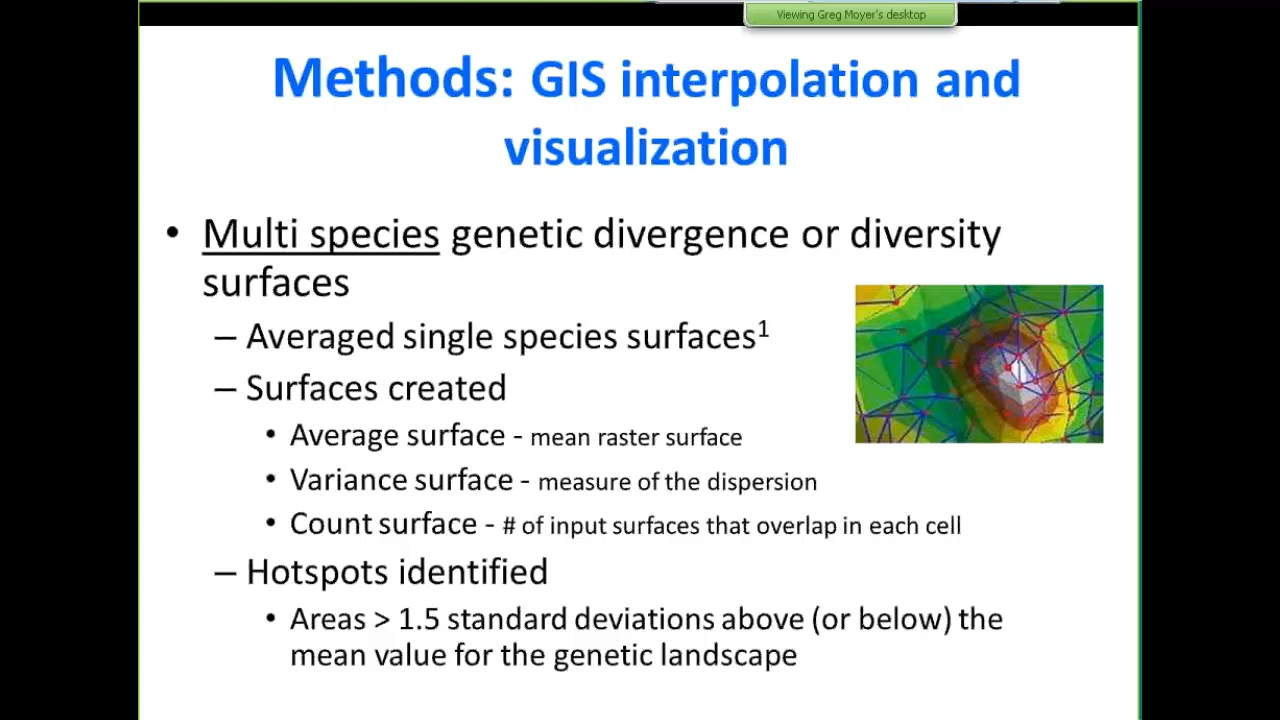 Viewing Greg Moyer's desktop
Methods: GIS interpolation and
visualization
• Multi species genetic divergence or diversity
surfaces
– Averaged single species surfaces¹
– Surfaces created
• Average surface - mean raster surface
• Variance surface - measure of the dispersion
• Count surface - # of input surfaces that overlap in each cell
– Hotspots identified
• Areas > 1.5 standard deviations above (or below) the
mean value for the genetic landscape